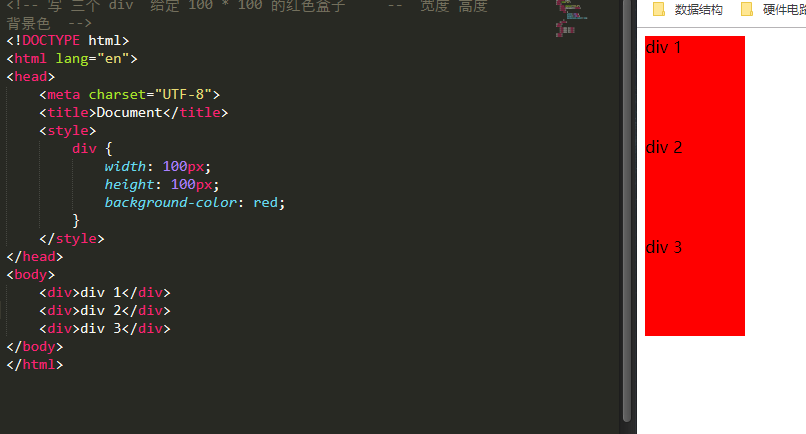 <!-- 写 三个 div  给定 100 * 100 的红色盒子     --  宽度 高度
背景色  -->
<!DOCTYPE html>
<html lang="en">
<head>
    <meta charset="UTF-8">
    <title>Document</title>
    <style>
        div {
            width: 100px;
            height: 100px;
            background-color: red;
        }
    </style>
</head>
<body>
    <div>div 1</div>
    <div>div 2</div>
    <div>div 3</div>
</body>
</html>
数据结构 硬件电路
div 1
div 2
div 3